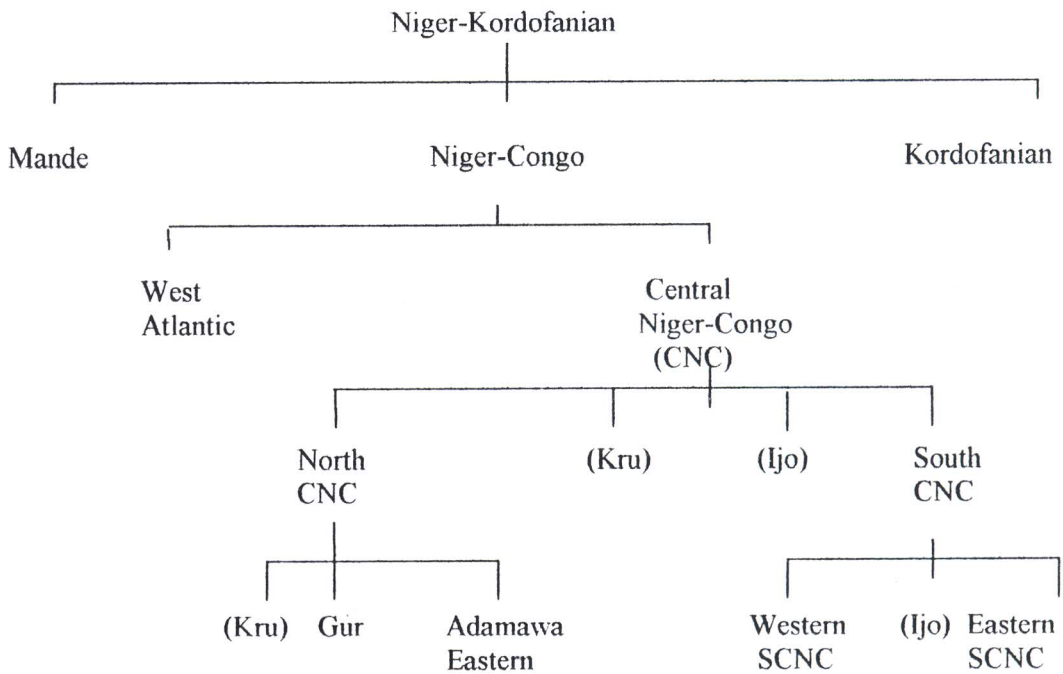 Niger-Kordofanian
Mande
Niger-Congo
Kordofanian
West
Atlantic
Central
Niger-Congo
(CNC)
North
CNC
(Kru)
(Ijo)
South
CNC
(Kru)
Gur
Adamawa
Eastern
Western
SCNC
(Ijo)
Eastern
SCNC